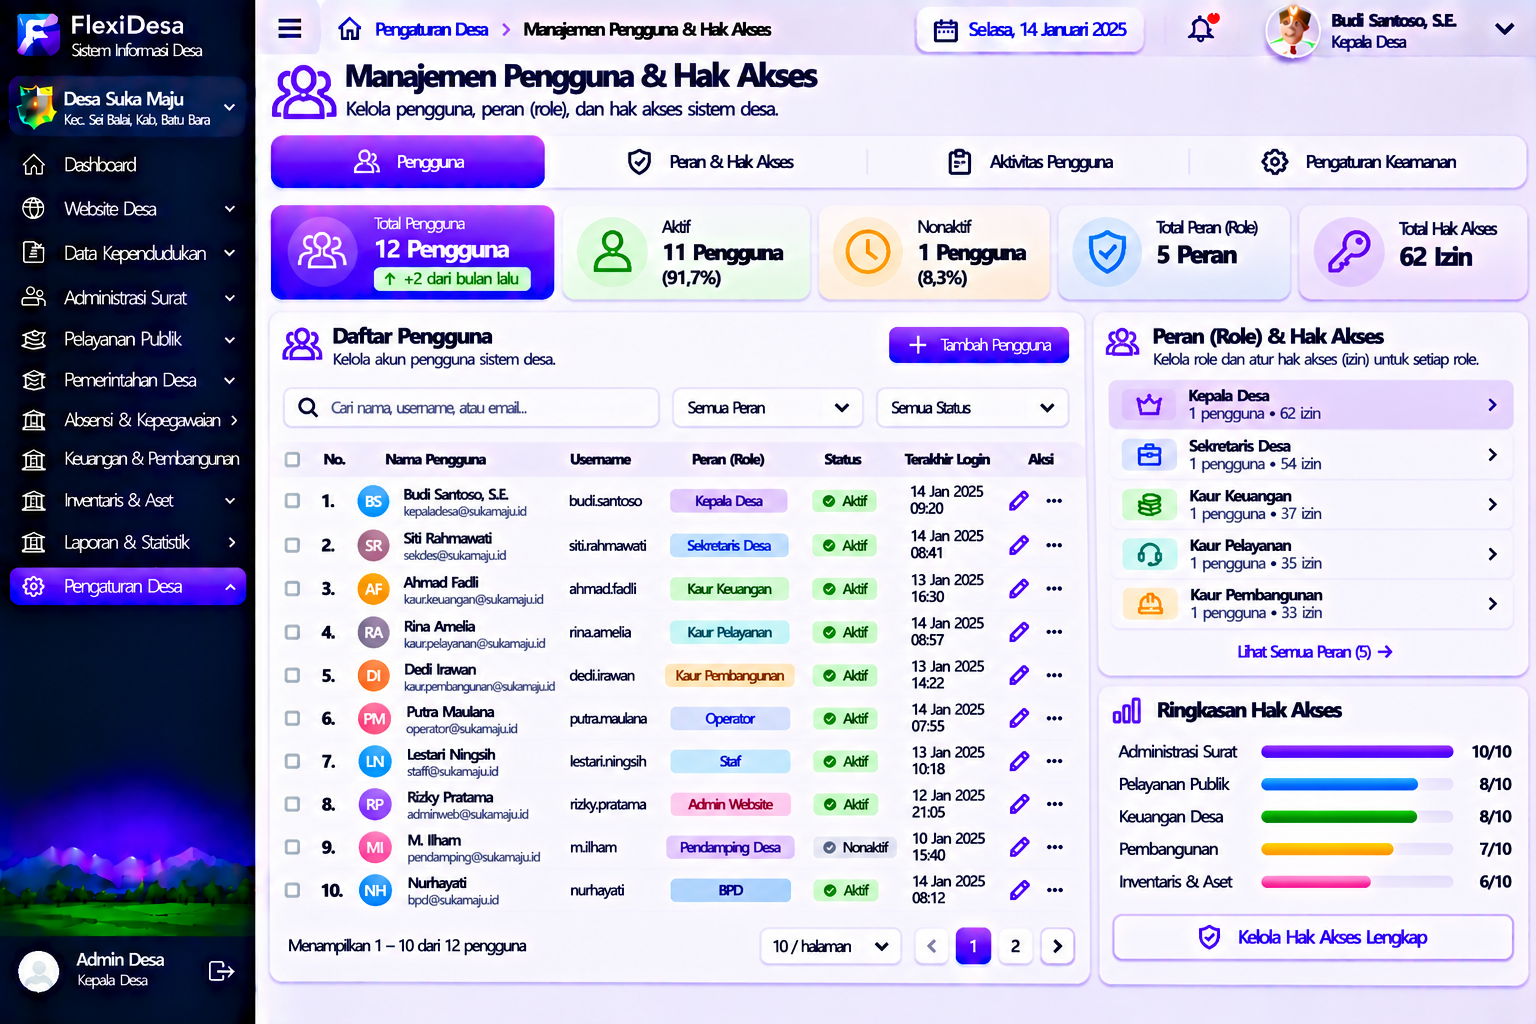 FlexiDesa
Sistem Informasi Desa
Desa Suka Maju
Kec. Sei Balai, Kab, Batu Bara
Dashboard
Website Desa
Data Kependudukan
Administrasi Surat
Pelayanan Publik
Pemerintahan Desa
Absensi & Kepegawaian
Keuangan & Pembangunan
Inventaris & Aset
Laporan & Statistik
Pengaturan Desa
Admin Desa
Kepala Desa
Pengaturan Desa > Manajemen Pengguna & Hak Akses
Selasa, 14 Januari 2025
Budi Santoso, S.E.
Kepala Desa
Manajemen Pengguna & Hak Akses
Kelola pengguna, peran (role), dan hak akses sistem desa.
Pengguna
Peran & Hak Akses
Aktivitas Pengguna
Pengaturan Keamanan
Total Pengguna
12 Pengguna
↑ +2 dari bulan lalu
Aktif
11 Pengguna
(91,7%)
Nonaktif
1 Pengguna
(8,3%)
Total Peran (Role)
5 Peran
Total Hak Akses
62 Izin
Daftar Pengguna
Kelola akun pengguna sistem desa.
+ Tambah Pengguna
Cari nama, username, atau email...
Semua Peran
Semua Status
No. Nama Pengguna Username Peran (Role) Status Terakhir Login Aksi
1. BS Budi Santoso, S.E. kepaladesa@sukamaju.id budi.santoso Kepala Desa Aktif 14 Jan 2025 09:20
2. SR Siti Rahmawati sekdes@sukamaju.id siti.rahmawati Sekretaris Desa Aktif 14 Jan 2025 08:41
3. AF Ahmad Fadli kaur.keuangan@sukamaju.id ahmad.fadli Kaur Keuangan Aktif 13 Jan 2025 16:30
4. RA Rina Amelia kaur.pelayanan@sukamaju.id rina.amelia Kaur Pelayanan Aktif 14 Jan 2025 08:57
5. DI Dedi Irawan kaur.pembangunan@sukamaju.id dedi.irawan Kaur Pembangunan Aktif 13 Jan 2025 14:22
6. PM Putra Maulana operator@sukamaju.id putra.maulana Operator Aktif 14 Jan 2025 07:55
7. LN Lestari Ningsih staff@sukamaju.id lestari.ningsih Staf Aktif 13 Jan 2025 10:18
8. RP Rizky Pratama adminweb@sukamaju.id rizky.pratama Admin Website Aktif 12 Jan 2025 21:05
9. MI M. Ilham pendamping@sukamaju.id m.ilham Pendamping Desa Nonaktif 10 Jan 2025 15:40
10. NH Nurhayati bpd@sukamaju.id nurhayati BPD Aktif 14 Jan 2025 08:12
Menampilkan 1 – 10 dari 12 pengguna
10 / halaman
< 1 2 >
Peran (Role) & Hak Akses
Kelola role dan atur hak akses (izin) untuk setiap role.
Kepala Desa
1 pengguna • 62 izin
Sekretaris Desa
1 pengguna • 54 izin
Kaur Keuangan
1 pengguna • 37 izin
Kaur Pelayanan
1 pengguna • 35 izin
Kaur Pembangunan
1 pengguna • 33 izin
Lihat Semua Peran (5) →
Ringkasan Hak Akses
Administrasi Surat 10/10
Pelayanan Publik 8/10
Keuangan Desa 8/10
Pembangunan 7/10
Inventaris & Aset 6/10
Kelola Hak Akses Lengkap